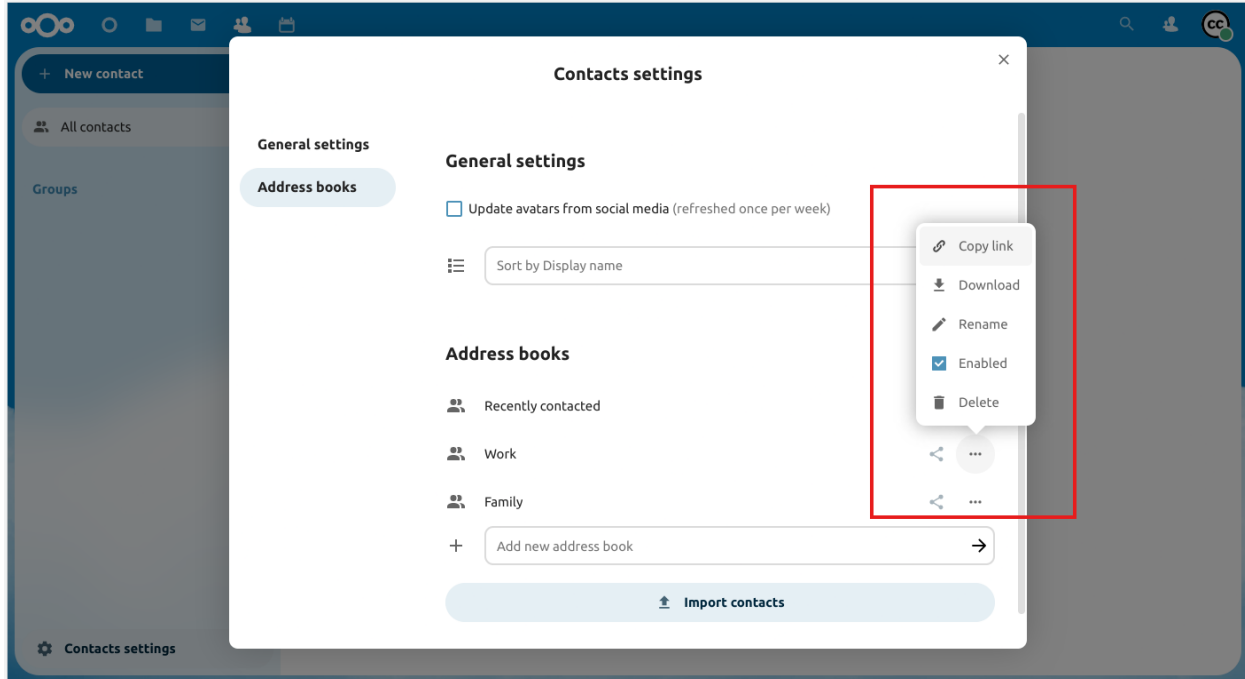 CC
Contacts settings
New contact
All contacts
General settings
General settings
Address books
Groups
Update avatars from social media (refreshed once per week)
Copy link
Sort by Display name
Download
Rename
Address books
Enabled
Recently contacted
Delete
Work
Family
Add new address book
Import contacts
Contacts settings